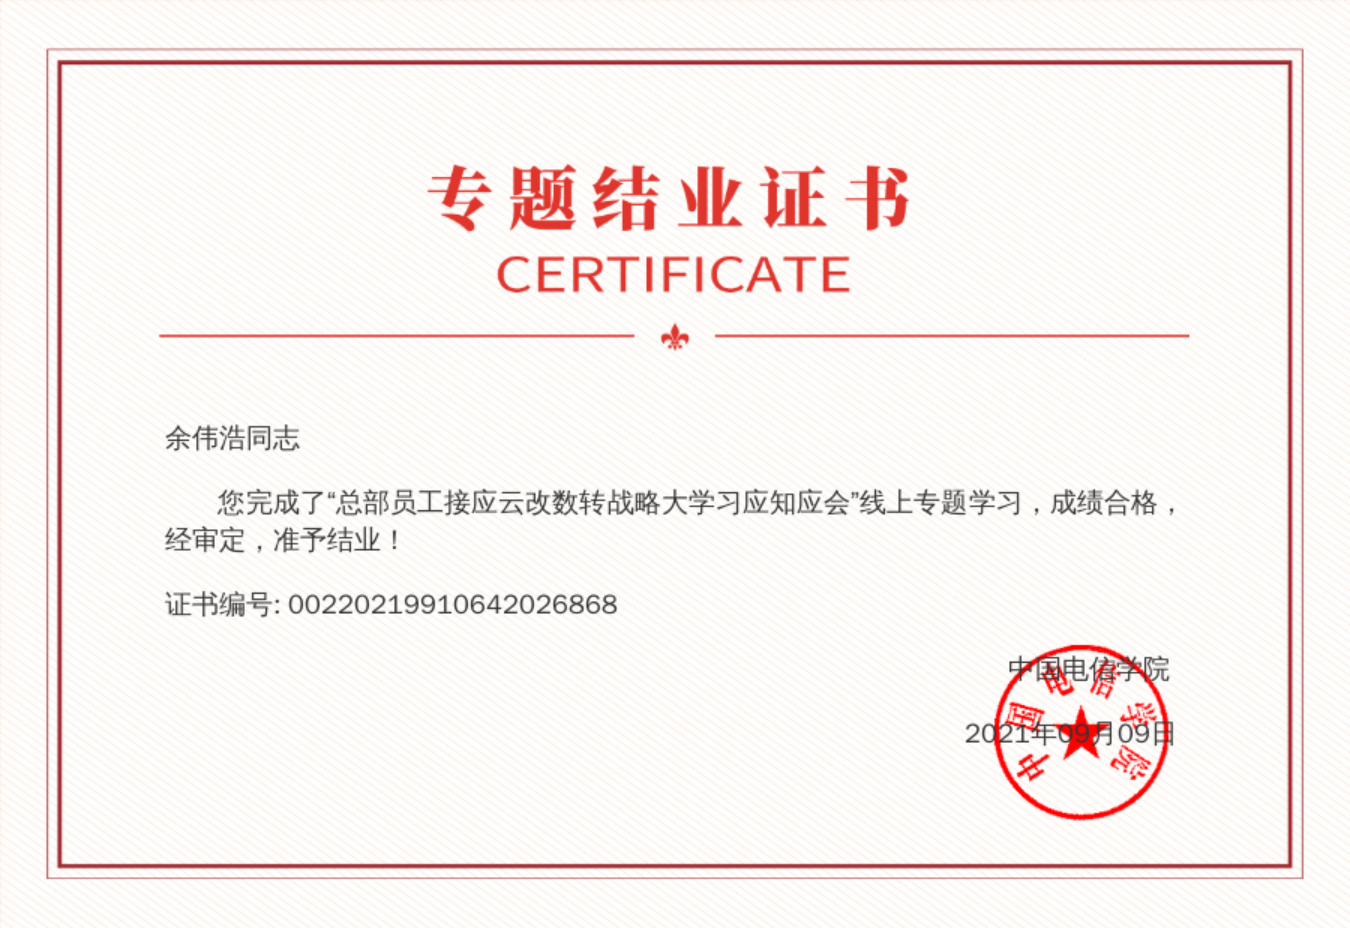 专题结业证书
CERTIFICATE
余伟浩同志
您完成了“总部员工接应云改数转战略大学习应知应会”线上专题学习，成绩合格，
经审定，准予结业！
证书编号: 00220219910642026868
中国电信学院
中国电信学院
2021年09月09日